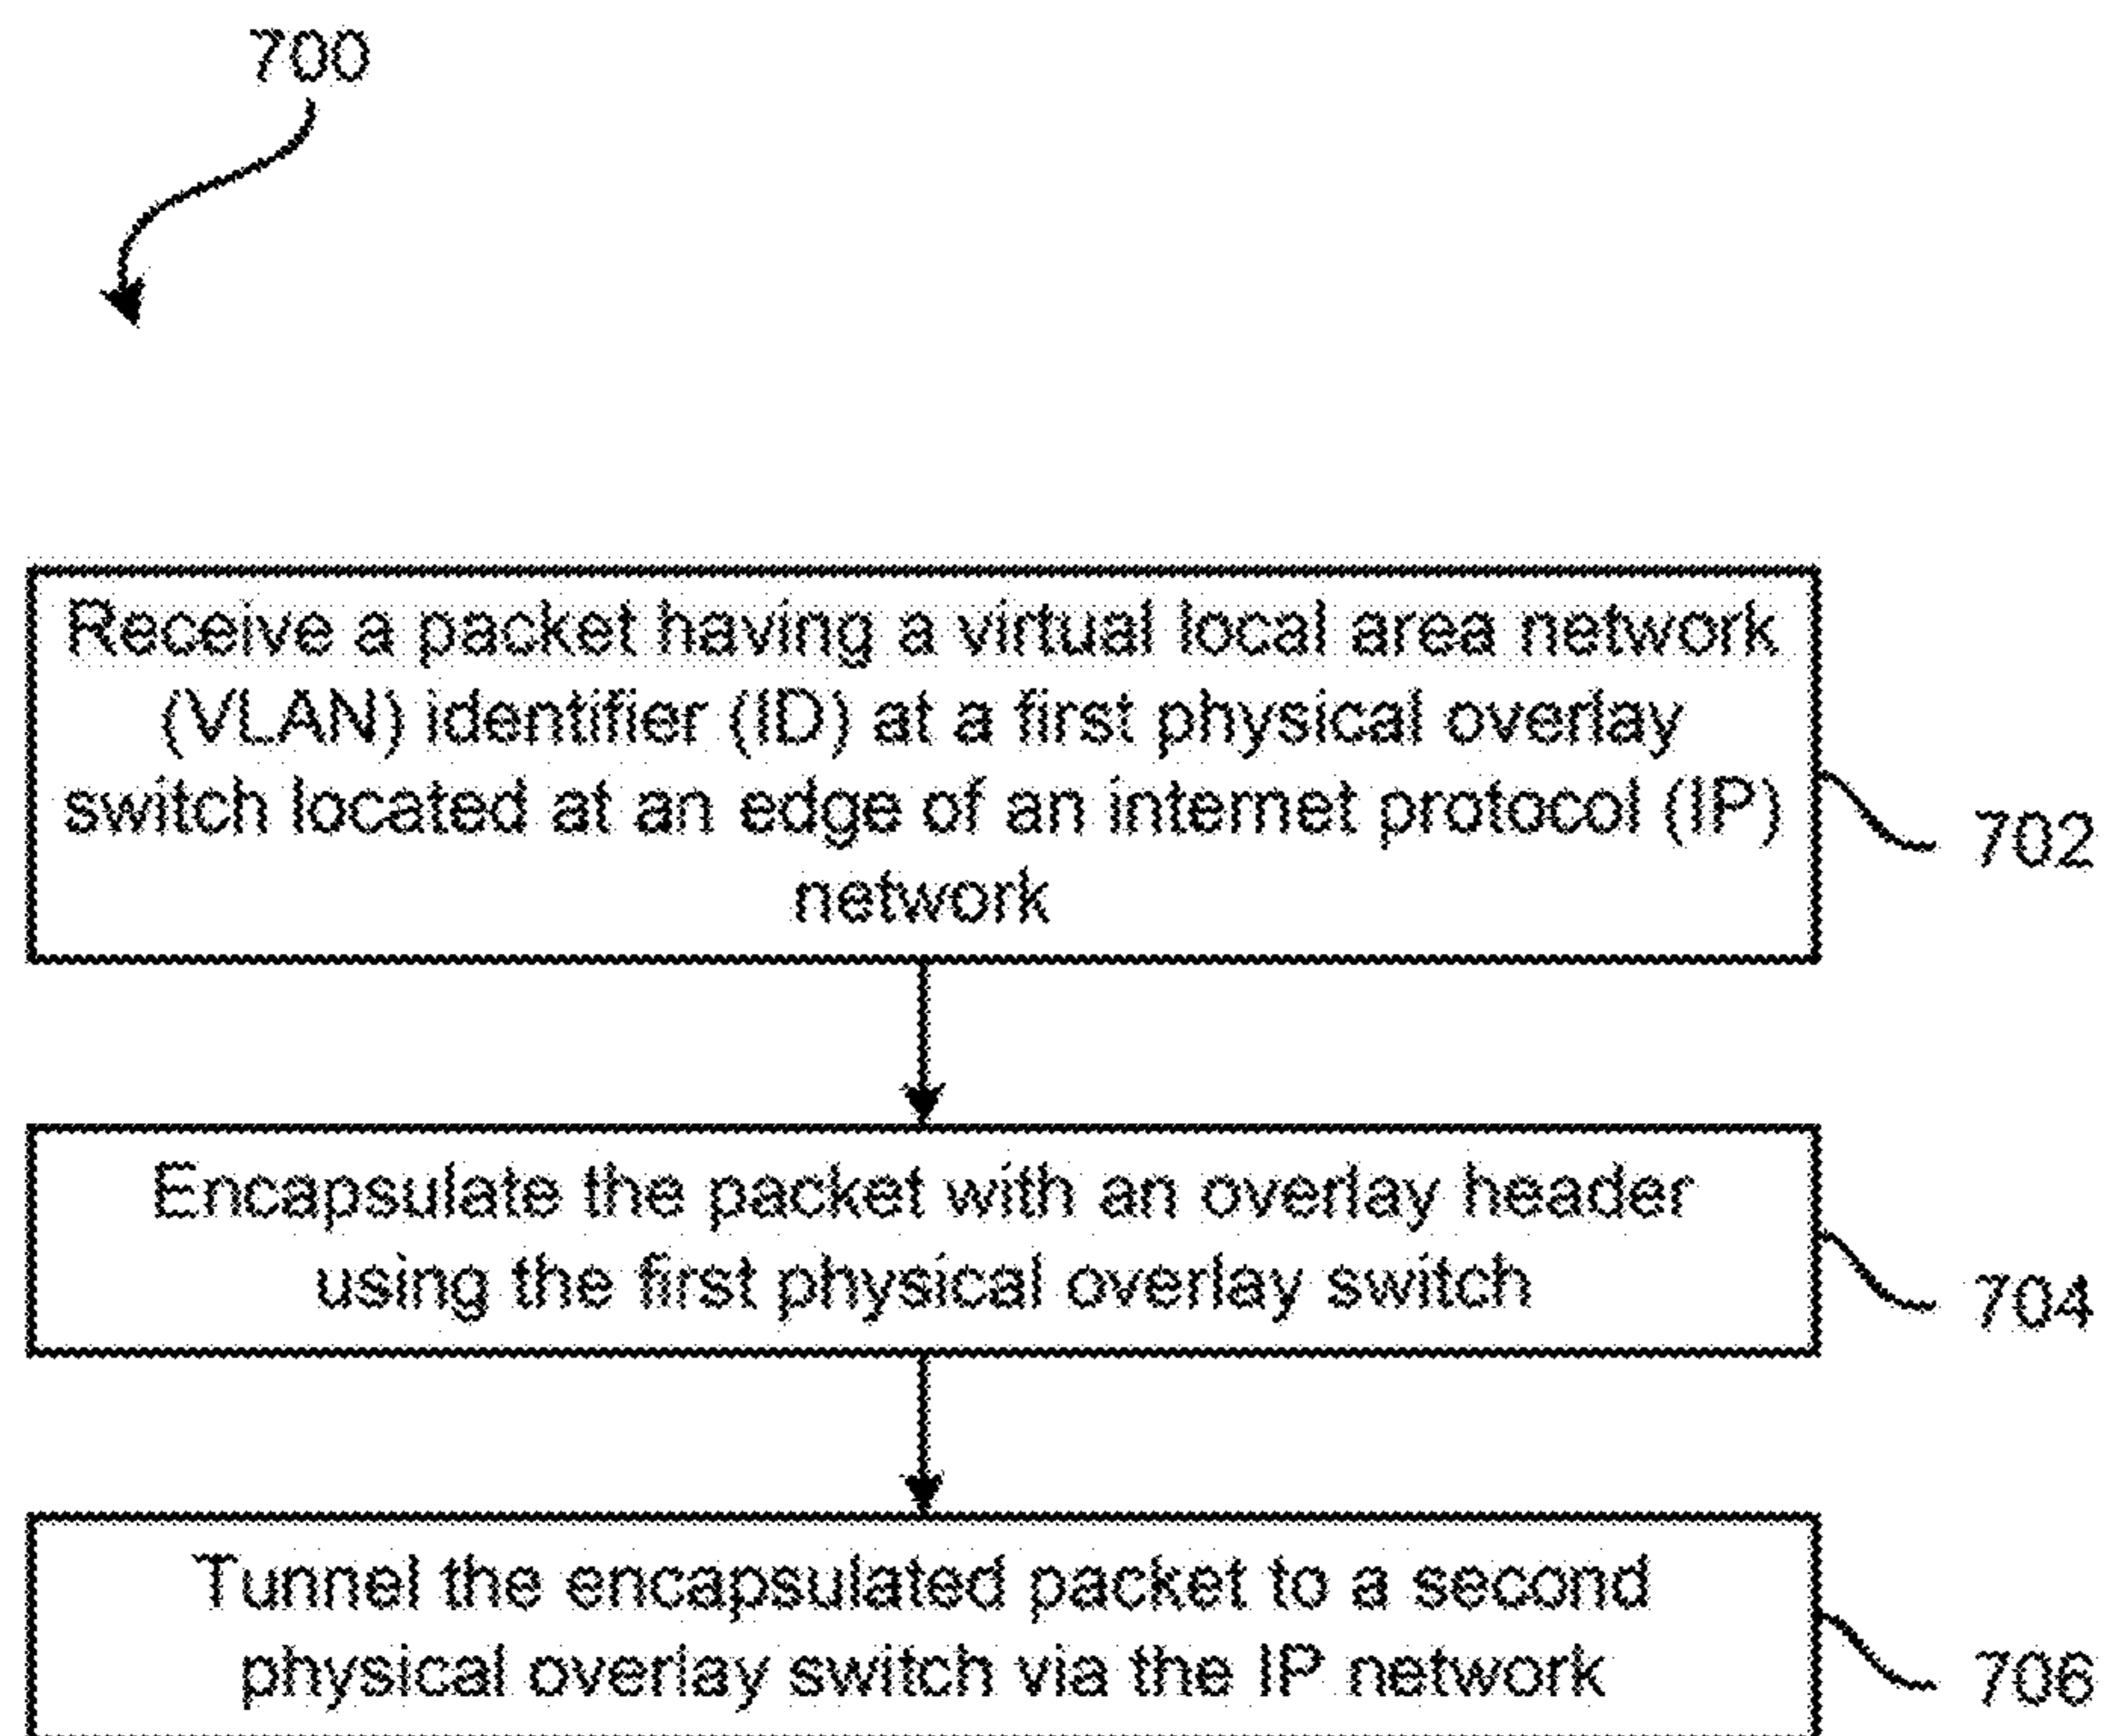 700
Receive a packet having a virtual local area network
(VLAN) identifier (ID) at a first physical overlay
switch located at an edge of an internet protocol (IP)
network
702
Encapsulate the packet with an overlay header
using the first physical overlay switch
704
Tunnel the encapsulated packet to a second
physical overlay switch via the IP network
706